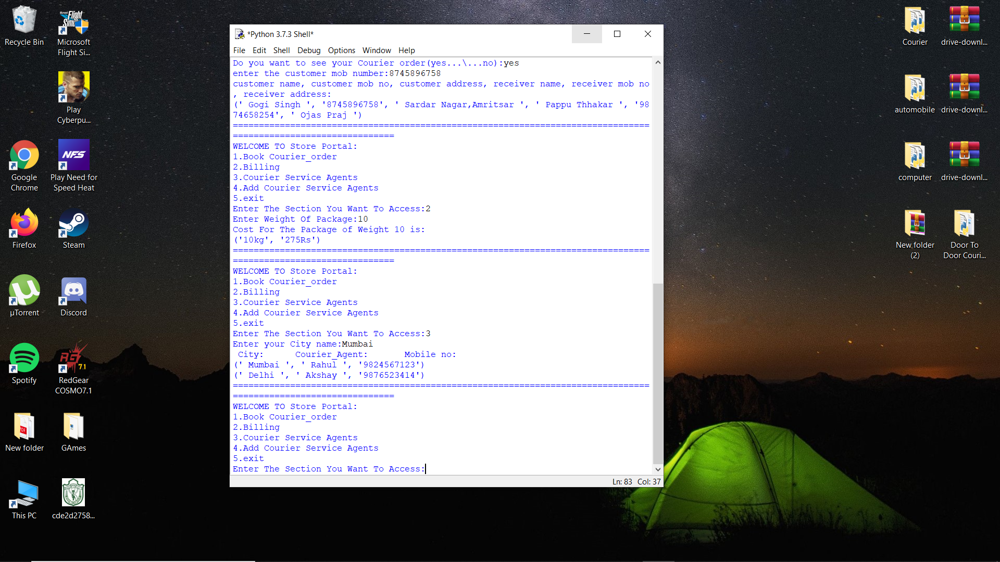 Recycle Bin
Microsoft
Flight Si...
Play
Cyberpu...
Google
Chrome
Play Need for
Speed Heat
Firefox
Steam
µTorrent
Discord
Spotify
RedGear
COSMO7.1
New folder
GAmes
This PC
cde2d2758...
Microsoft
Flight
NFS
RG
7.1
PDF
*Python 3.7.3 Shell*
File Edit Shell Debug Options Window Help
Do you want to see your Courier order(yes...\...no):yes
enter the customer mob number:8745896758
customer name, customer mob no, customer address, receiver name, receiver mob no
, receiver address:
(' Gogi Singh ', '8745896758', ' Sardar Nagar,Amritsar ', ' Pappu Thhakar ', '98
74658254', ' Ojas Praj ')
================================================================================
===============================
WELCOME TO Store Portal:
1.Book Courier_order
2.Billing
3.Courier Service Agents
4.Add Courier Service Agents
5.exit
Enter The Section You Want To Access:2
Enter Weight Of Package:10
Cost For The Package of Weight 10 is:
('10kg', '275Rs')
================================================================================
===============================
WELCOME TO Store Portal:
1.Book Courier_order
2.Billing
3.Courier Service Agents
4.Add Courier Service Agents
5.exit
Enter The Section You Want To Access:3
Enter your City name:Mumbai
City: Courier_Agent: Mobile no:
(' Mumbai ', ' Rahul ', '9824567123')
(' Delhi ', ' Akshay ', '9876523414')
================================================================================
===============================
WELCOME TO Store Portal:
1.Book Courier_order
2.Billing
3.Courier Service Agents
4.Add Courier Service Agents
5.exit
Enter The Section You Want To Access:
Ln: 83 Col: 37
Courier
drive-downl...
automobile
drive-downl...
computer
drive-downl...
New folder
(2)
Door To
Door Couri...